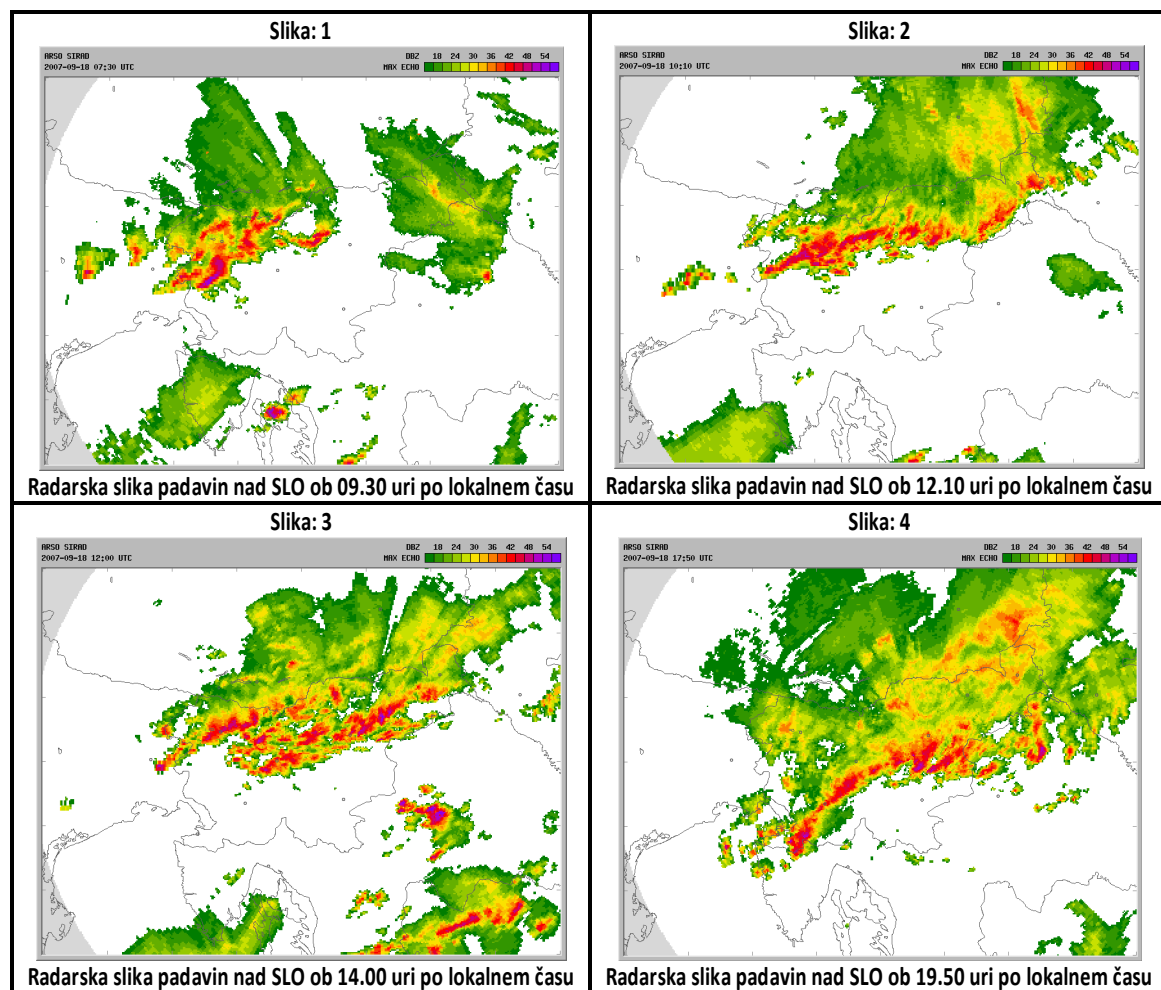 Slika: 1
ARSO SIRAD
DBZ 18 24 30 36 42 48 54
2007-09-18 07:30 UTC
MAX ECHO
Radarska slika padavin nad SLO ob 09.30 uri po lokalnem času
Slika: 2
ARSO SIRAD
DBZ 18 24 30 36 42 48 54
2007-09-18 10:10 UTC
MAX ECHO
Radarska slika padavin nad SLO ob 12.10 uri po lokalnem času
Slika: 3
ARSO SIRAD
DBZ 18 24 30 36 42 48 54
2007-09-18 12:00 UTC
MAX ECHO
Radarska slika padavin nad SLO ob 14.00 uri po lokalnem času
Slika: 4
ARSO SIRAD
DBZ 18 24 30 36 42 48 54
2007-09-18 17:50 UTC
MAX ECHO
Radarska slika padavin nad SLO ob 19.50 uri po lokalnem času